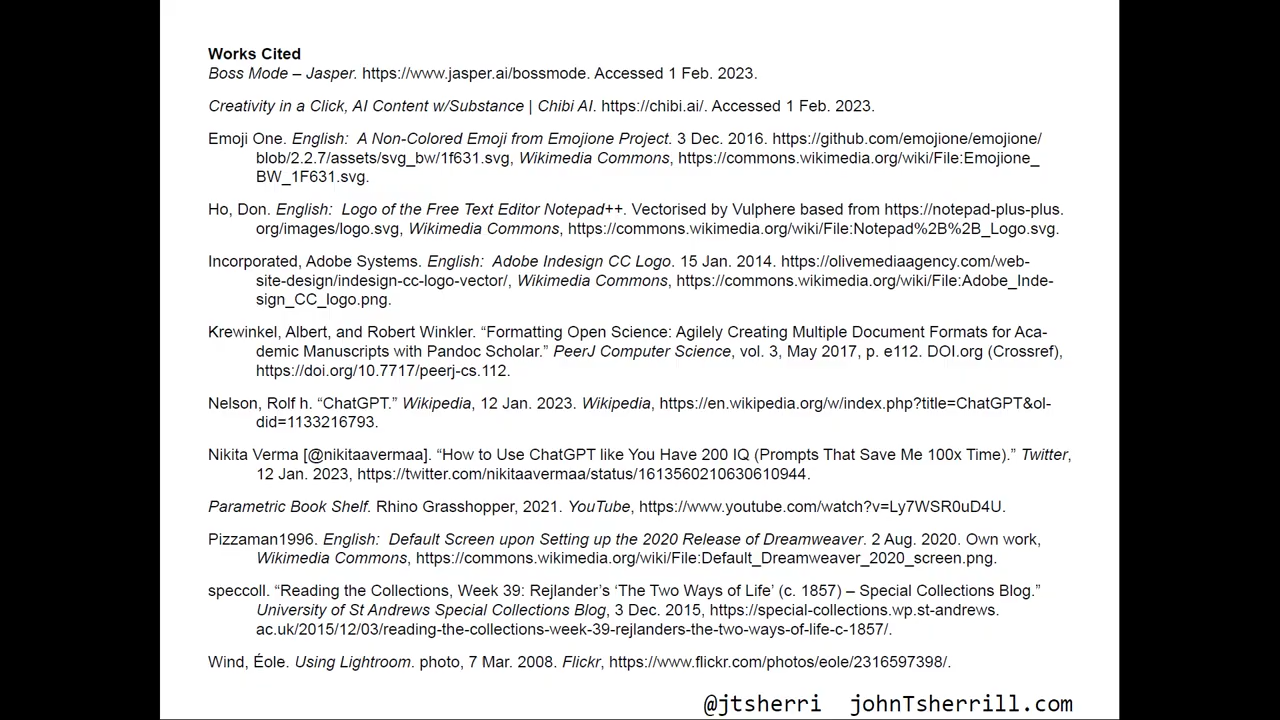 Works Cited
Boss Mode – Jasper. https://www.jasper.ai/bossmode. Accessed 1 Feb. 2023.
Creativity in a Click, AI Content w/Substance | Chibi AI. https://chibi.ai/. Accessed 1 Feb. 2023.
Emoji One. English:  A Non-Colored Emoji from Emojione Project. 3 Dec. 2016. https://github.com/emojione/emojione/
blob/2.2.7/assets/svg_bw/1f631.svg, Wikimedia Commons, https://commons.wikimedia.org/wiki/File:Emojione_
BW_1F631.svg.
Ho, Don. English:  Logo of the Free Text Editor Notepad++. Vectorised by Vulphere based from https://notepad-plus-plus.
org/images/logo.svg, Wikimedia Commons, https://commons.wikimedia.org/wiki/File:Notepad%2B%2B_Logo.svg.
Incorporated, Adobe Systems. English:  Adobe Indesign CC Logo. 15 Jan. 2014. https://olivemediaagency.com/web-
site-design/indesign-cc-logo-vector/, Wikimedia Commons, https://commons.wikimedia.org/wiki/File:Adobe_Inde-
sign_CC_logo.png.
Krewinkel, Albert, and Robert Winkler. “Formatting Open Science: Agilely Creating Multiple Document Formats for Aca-
demic Manuscripts with Pandoc Scholar.” PeerJ Computer Science, vol. 3, May 2017, p. e112. DOI.org (Crossref),
https://doi.org/10.7717/peerj-cs.112.
Nelson, Rolf h. “ChatGPT.” Wikipedia, 12 Jan. 2023. Wikipedia, https://en.wikipedia.org/w/index.php?title=ChatGPT&ol-
did=1133216793.
Nikita Verma [@nikitaavermaa]. “How to Use ChatGPT like You Have 200 IQ (Prompts That Save Me 100x Time).” Twitter,
12 Jan. 2023, https://twitter.com/nikitaavermaa/status/1613560210630610944.
Parametric Book Shelf. Rhino Grasshopper, 2021. YouTube, https://www.youtube.com/watch?v=Ly7WSR0uD4U.
Pizzaman1996. English:  Default Screen upon Setting up the 2020 Release of Dreamweaver. 2 Aug. 2020. Own work,
Wikimedia Commons, https://commons.wikimedia.org/wiki/File:Default_Dreamweaver_2020_screen.png.
speccoll. “Reading the Collections, Week 39: Rejlander’s ‘The Two Ways of Life’ (c. 1857) – Special Collections Blog.”
University of St Andrews Special Collections Blog, 3 Dec. 2015, https://special-collections.wp.st-andrews.
ac.uk/2015/12/03/reading-the-collections-week-39-rejlanders-the-two-ways-of-life-c-1857/.
Wind, Éole. Using Lightroom. photo, 7 Mar. 2008. Flickr, https://www.flickr.com/photos/eole/2316597398/.
@jtsherri  johnTsherrill.com